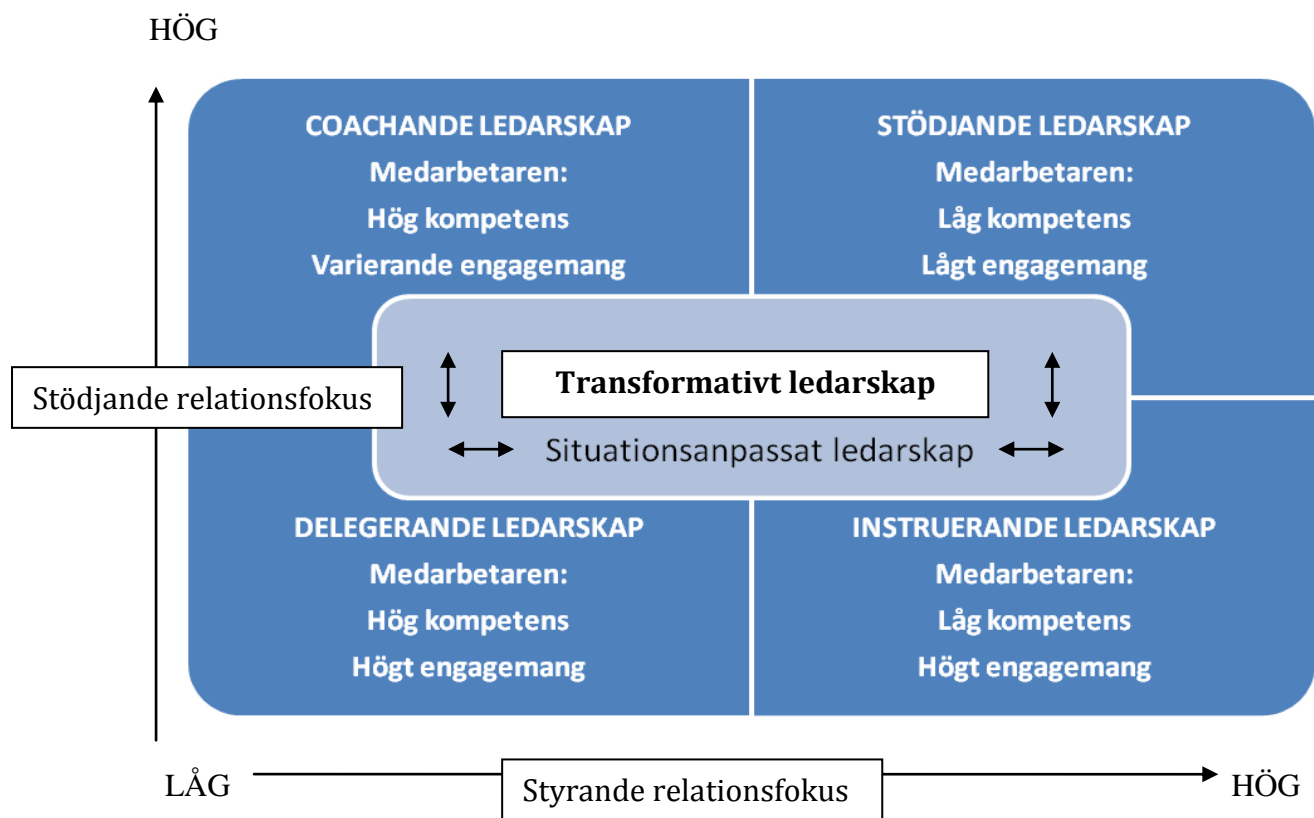 HÖG
COACHANDE LEDARSKAP
Medarbetaren:
Hög kompetens
Varierande engagemang
STÖDJANDE LEDARSKAP
Medarbetaren:
Låg kompetens
Lågt engagemang
Stödjande relationsfokus
Transformativt ledarskap
Situationsanpassat ledarskap
DELEGERANDE LEDARSKAP
Medarbetaren:
Hög kompetens
Högt engagemang
INSTRUERANDE LEDARSKAP
Medarbetaren:
Låg kompetens
Högt engagemang
LÅG
Styrande relationsfokus
HÖG